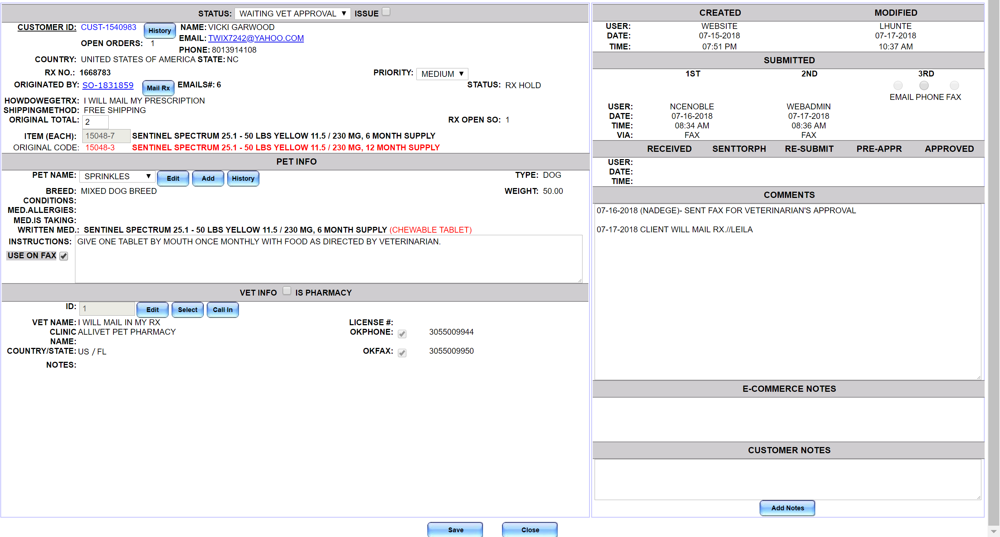 STATUS: WAITING VET APPROVAL ▼ ISSUE
CUSTOMER ID: CUST-1540983 History NAME: VICKI GARWOOD
EMAIL: TWIX7242@YAHOO.COM
OPEN ORDERS: 1
PHONE: 8013914108
COUNTRY: UNITED STATES OF AMERICA STATE: NC
RX NO.: 1668783 PRIORITY: MEDIUM ▼
ORIGINATED BY: SO-1831859 Mail Rx EMAILS#: 6 STATUS: RX HOLD
HOWDOWEGETRX: I WILL MAIL MY PRESCRIPTION
SHIPPINGMETHOD: FREE SHIPPING
ORIGINAL TOTAL: 2 RX OPEN SO: 1
ITEM (EACH): 15048-7 SENTINEL SPECTRUM 25.1 - 50 LBS YELLOW 11.5 / 230 MG, 6 MONTH SUPPLY
ORIGINAL CODE: 15048-3 SENTINEL SPECTRUM 25.1 - 50 LBS YELLOW 11.5 / 230 MG, 12 MONTH SUPPLY
PET INFO
PET NAME: SPRINKLES ▼ Edit Add History TYPE: DOG
BREED: MIXED DOG BREED WEIGHT: 50.00
CONDITIONS:
MED.ALLERGIES:
MED.IS TAKING:
WRITTEN MED.: SENTINEL SPECTRUM 25.1 - 50 LBS YELLOW 11.5 / 230 MG, 6 MONTH SUPPLY (CHEWABLE TABLET)
INSTRUCTIONS: GIVE ONE TABLET BY MOUTH ONCE MONTHLY WITH FOOD AS DIRECTED BY VETERINARIAN.
USE ON FAX
VET INFO IS PHARMACY
ID: 1 Edit Select Call In
VET NAME: I WILL MAIL IN MY RX LICENSE #:
CLINIC NAME: ALLIVET PET PHARMACY OKPHONE: 3055009944
COUNTRY/STATE: US / FL OKFAX: 3055009950
NOTES:
CREATED MODIFIED
USER: WEBSITE LHUNTE
DATE: 07-15-2018 07-17-2018
TIME: 07:51 PM 10:37 AM
SUBMITTED
1ST 2ND 3RD
EMAIL PHONE FAX
USER: NCENOBLE WEBADMIN
DATE: 07-16-2018 07-17-2018
TIME: 08:34 AM 08:36 AM
VIA: FAX FAX
RECEIVED SENTTORPH RE-SUBMIT PRE-APPR APPROVED
USER:
DATE:
TIME:
COMMENTS
07-16-2018 (NADEGE)- SENT FAX FOR VETERINARIAN'S APPROVAL
07-17-2018 CLIENT WILL MAIL RX.//LEILA
E-COMMERCE NOTES
CUSTOMER NOTES
Add Notes
Save Close